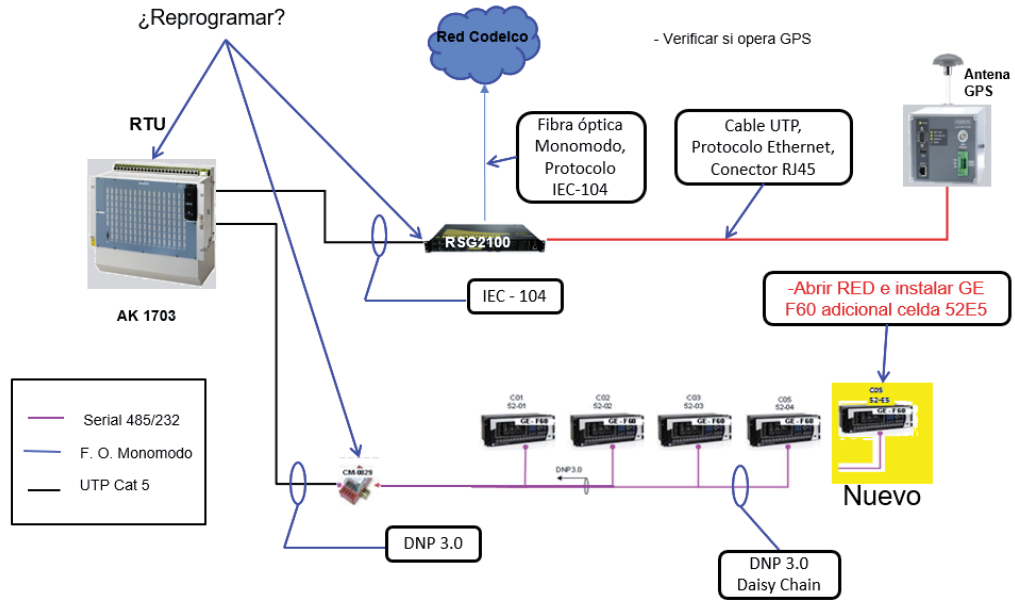 ¿Reprogramar?
Red Codelco
- Verificar si opera GPS
Antena
GPS
RTU
Fibra óptica
Monomodo,
Protocolo
IEC-104
Cable UTP,
Protocolo Ethernet,
Conector RJ45
RSG2100
IEC - 104
-Abrir RED e instalar GE
F60 adicional celda 52E5
AK 1703
Serial 485/232
F. O. Monomodo
UTP Cat 5
C01
52-01
GE - F60
C02
52-02
GE - F60
C03
52-03
GE - F60
C05
52-04
GE - F60
C05
52-E5
GE - F60
Nuevo
CM-0829
DNP3.0
DNP 3.0
DNP 3.0
Daisy Chain